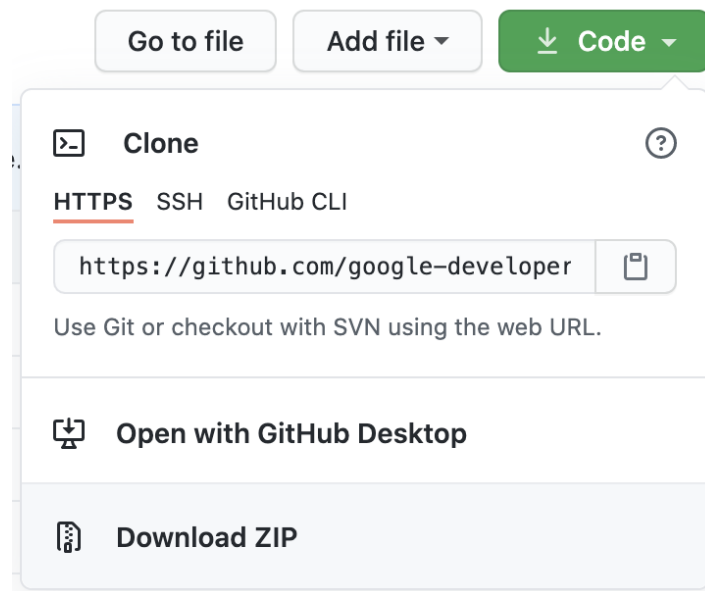 Go to file Add file Code
Clone
HTTPS SSH GitHub CLI
https://github.com/google-developer
Use Git or checkout with SVN using the web URL.
Open with GitHub Desktop
Download ZIP